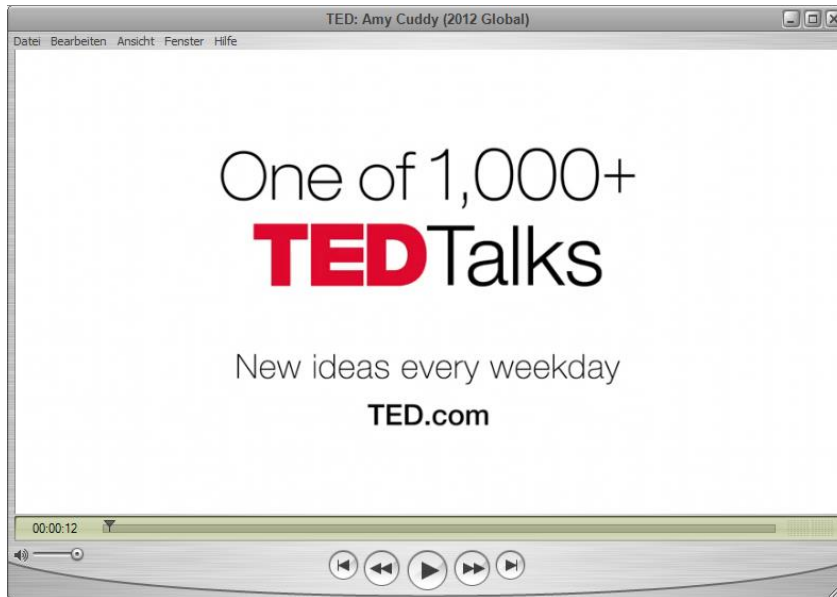 TED: Amy Cuddy (2012 Global)
Datei Bearbeiten Ansicht Fenster Hilfe
One of 1,000+
TEDTalks
New ideas every weekday
TED.com
00:00:12